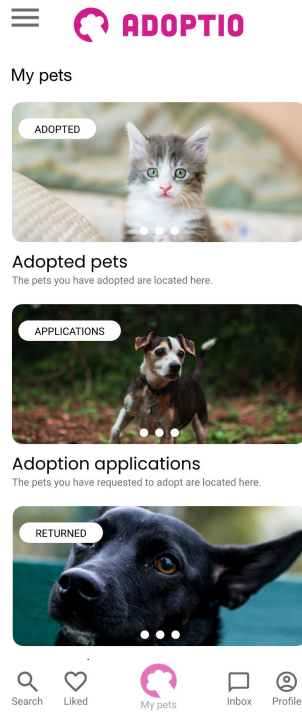 ADOPTIO
My pets
ADOPTED
Adopted pets
The pets you have adopted are located here.
APPLICATIONS
Adoption applications
The pets you have requested to adopt are located here.
RETURNED
Search
Liked
My pets
Inbox
Profile